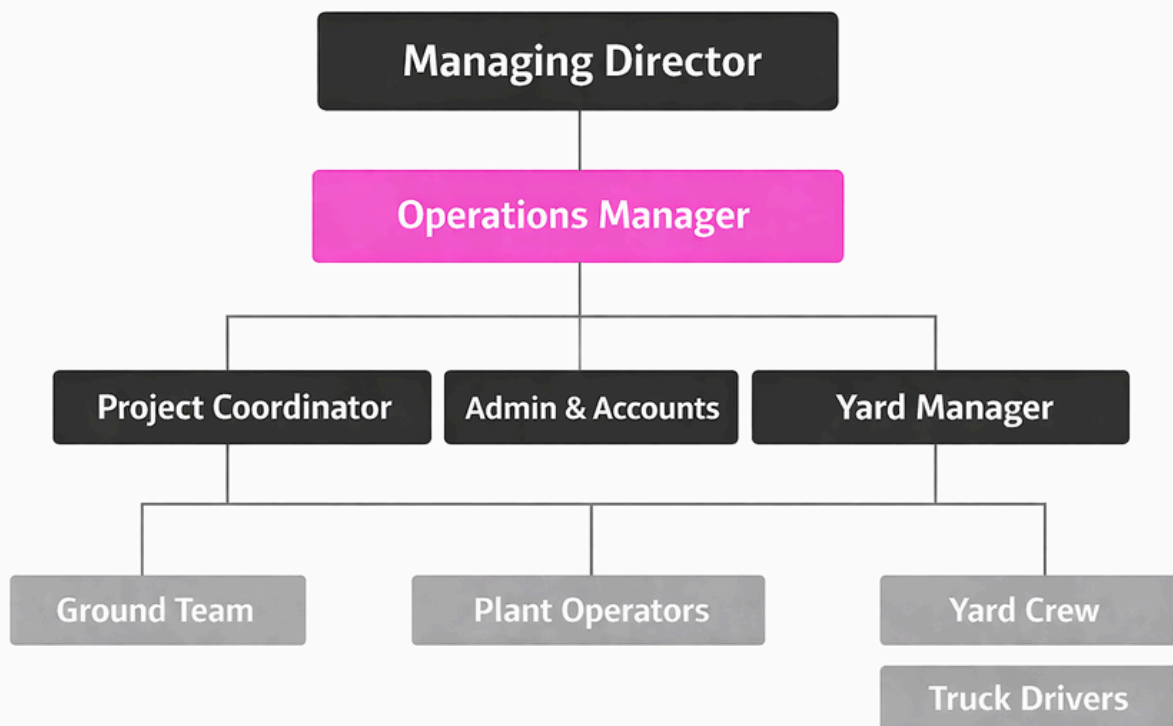 Managing Director
Operations Manager
Project Coordinator
Admin & Accounts
Yard Manager
Ground Team
Plant Operators
Yard Crew
Truck Drivers